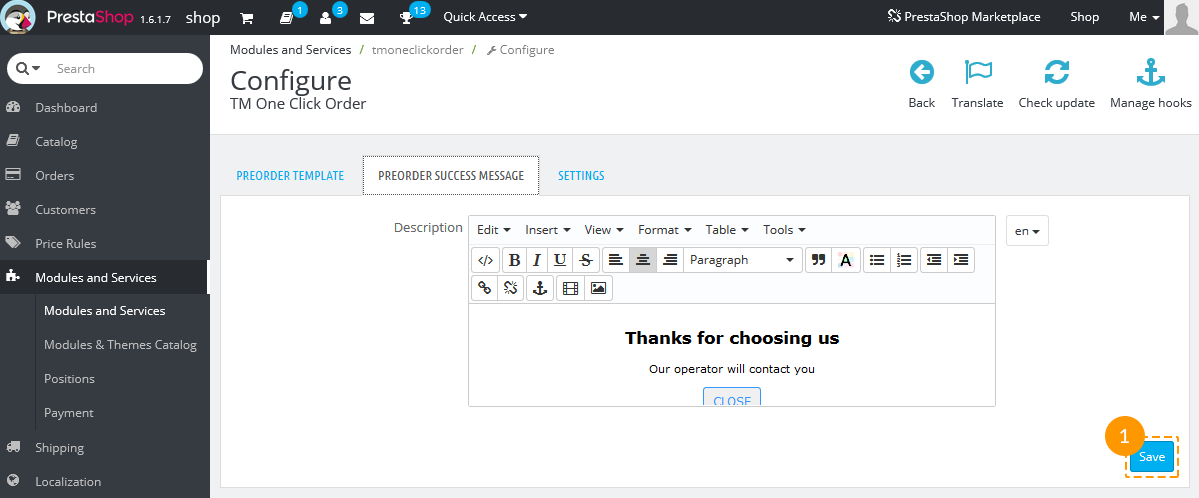 PrestaShop 1.6.1.7 shop 1 3 13 Quick Access PrestaShop Marketplace Shop Me
Search
Dashboard
Catalog
Orders
Customers
Price Rules
Modules and Services
Modules and Services
Modules & Themes Catalog
Positions
Payment
Shipping
Localization
Modules and Services / tmoneclickorder / Configure
Configure
TM One Click Order
Back Translate Check update Manage hooks
PREORDER TEMPLATE PREORDER SUCCESS MESSAGE SETTINGS
Description Edit Insert View Format Table Tools en
</> B I U S Paragraph A
Thanks for choosing us
Our operator will contact you
CLOSE
1
Save